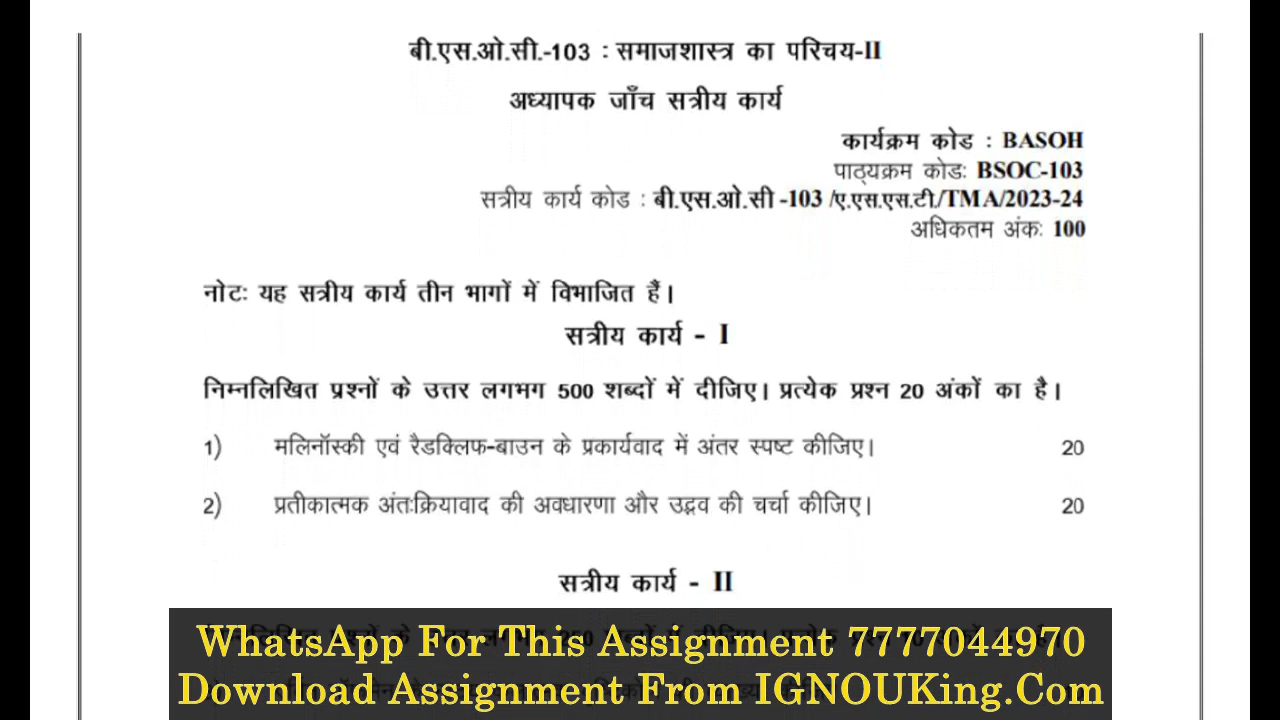 बी.एस.ओ.सी.-103 : समाजशास्त्र का परिचय-II
अध्यापक जाँच सत्रीय कार्य
कार्यक्रम कोड : BASOH
पाठ्यक्रम कोडः BSOC-103
सत्रीय कार्य कोड : बी.एस.ओ.सी -103 /ए.एस.एस.टी/TMA/2023-24
अधिकतम अंकः 100
नोटः यह सत्रीय कार्य तीन भागों में विभाजित हैं।
सत्रीय कार्य - I
निम्नलिखित प्रश्नों के उत्तर लगभग 500 शब्दों में दीजिए। प्रत्येक प्रश्न 20 अंकों का है।
1) मलिनॉस्की एवं रैडक्लिफ-बाउन के प्रकार्यवाद में अंतर स्पष्ट कीजिए। 20
2) प्रतीकात्मक अंतःक्रियावाद की अवधारणा और उद्भव की चर्चा कीजिए। 20
सत्रीय कार्य - II
WhatsApp For This Assignment 7777044970
Download Assignment From IGNOUKing.Com